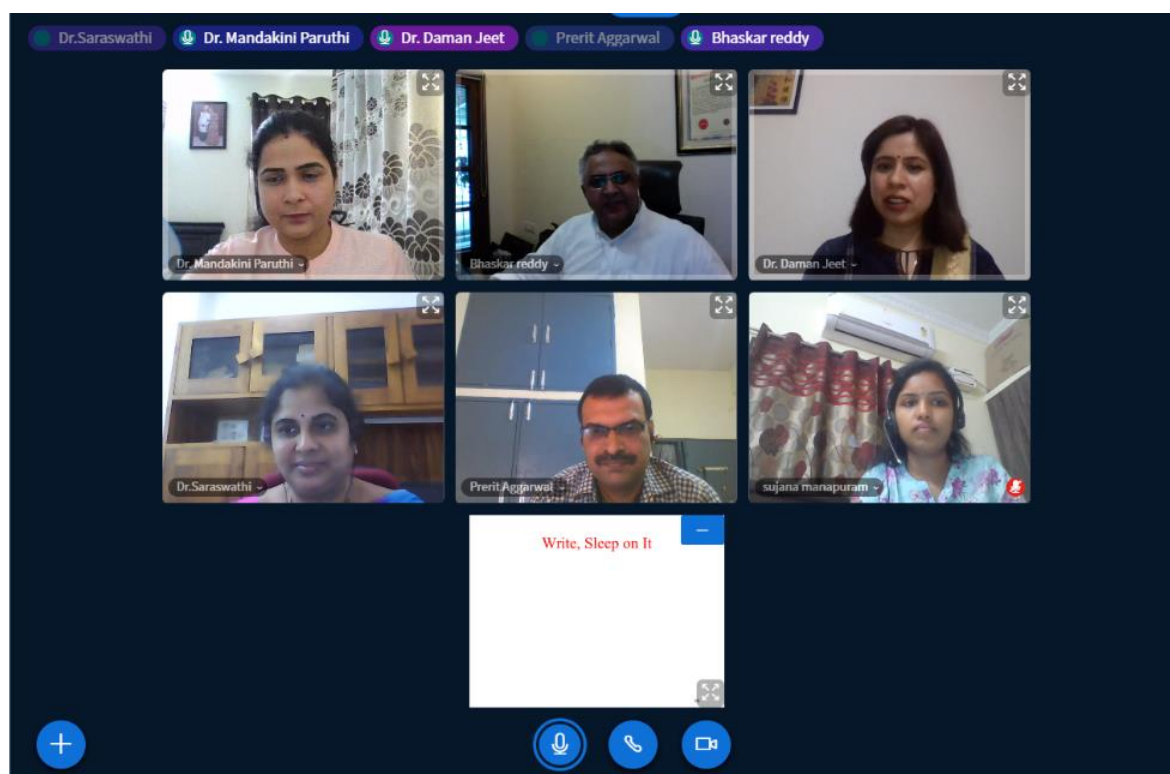 Dr.Saraswathi
Dr. Mandakini Paruthi
Dr. Daman Jeet
Prerit Aggarwal
Bhaskar reddy
Dr. Mandakini Paruthi
Bhaskar reddy
Dr. Daman Jeet
Dr.Saraswathi
Prerit Aggarwal
sujana manapuram
Write, Sleep on It